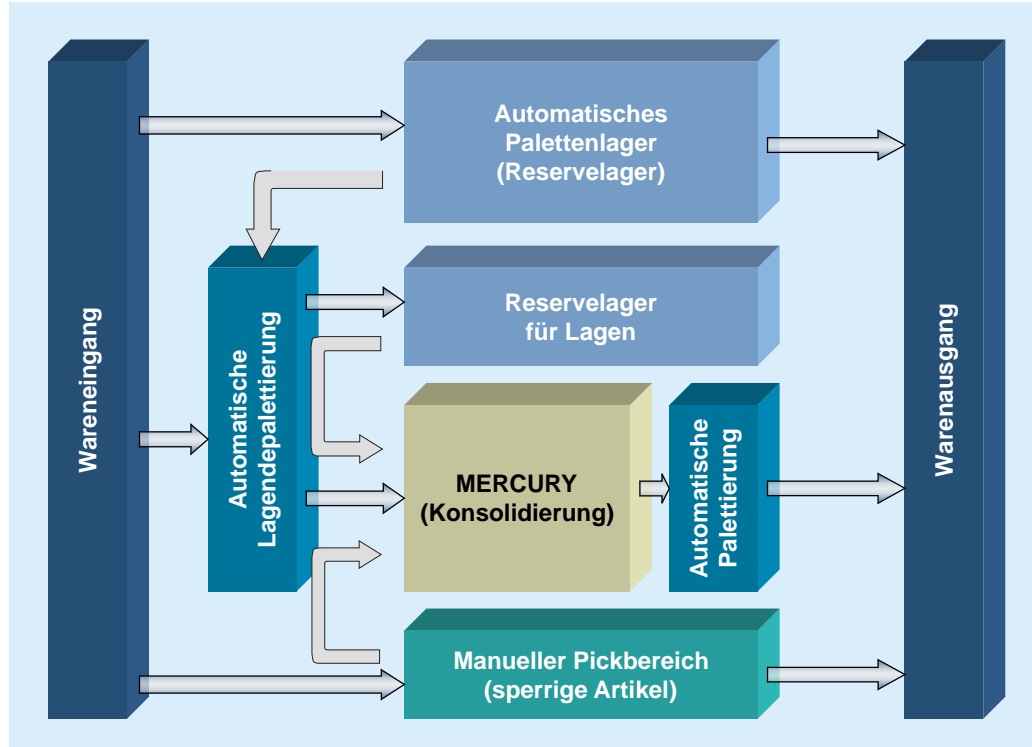 Wareneingang
Automatisches
Palettenlager
(Reservelager)
Automatische
Lagendepalettierung
Reservelager
für Lagen
MERCURY
(Konsolidierung)
Automatische
Palettierung
Manueller Pickbereich
(sperrige Artikel)
Warenausgang